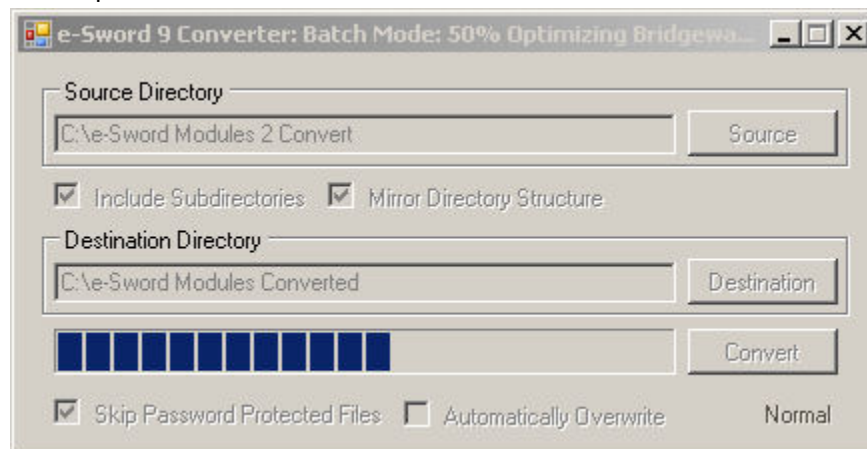 e-Sword 9 Converter: Batch Mode: 50% Optimizing Bridgewa...
Source Directory
C:\e-Sword Modules 2 Convert
Source
Include Subdirectories
Mirror Directory Structure
Destination Directory
C:\e-Sword Modules Converted
Destination
Convert
Skip Password Protected Files
Automatically Overwrite
Normal